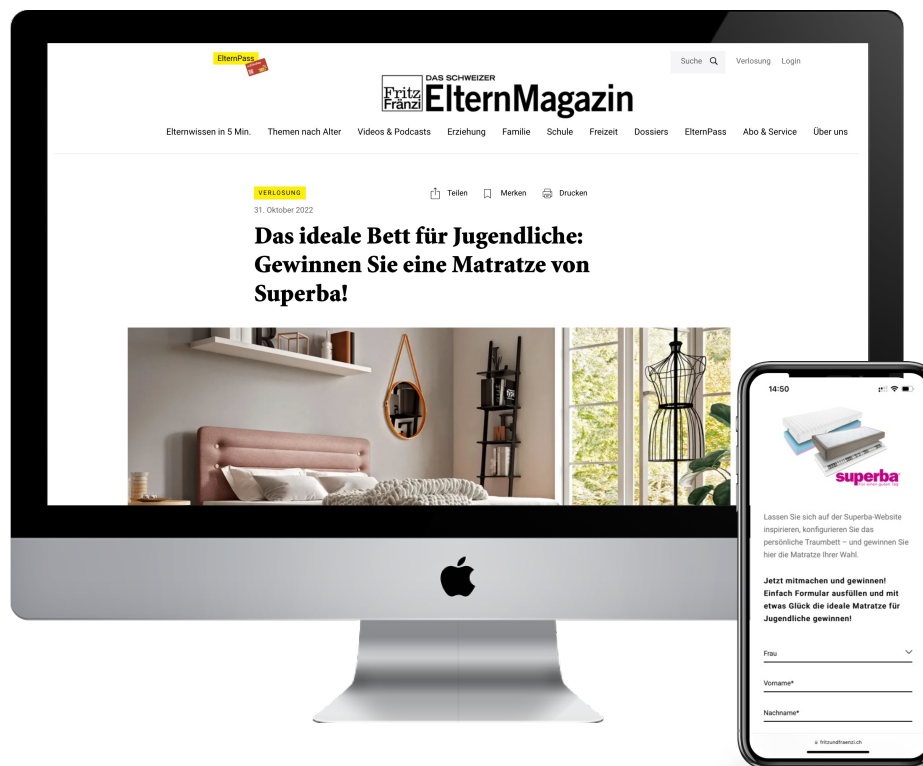 ElternPass
Suche
Verlosung
Login
DAS SCHWEIZER
Fritz
Fränzi
ElternMagazin
Elternwissen in 5 Min.
Themen nach Alter
Videos & Podcasts
Erziehung
Familie
Schule
Freizeit
Dossiers
ElternPass
Abo & Service
Über uns
VERLOSUNG
Teilen
Merken
Drucken
31. Oktober 2022
Das ideale Bett für Jugendliche:
Gewinnen Sie eine Matratze von
Superba!
14:50
superba
Für einen guten Tag
Lassen Sie sich auf der Superba-Website
inspirieren, konfigurieren Sie das
persönliche Traumbett – und gewinnen Sie
hier die Matratze Ihrer Wahl.
Jetzt mitmachen und gewinnen!
Einfach Formular ausfüllen und mit
etwas Glück die ideale Matratze für
Jugendliche gewinnen!
Frau
Vorname*
Nachname*
fritzundfraenzi.ch